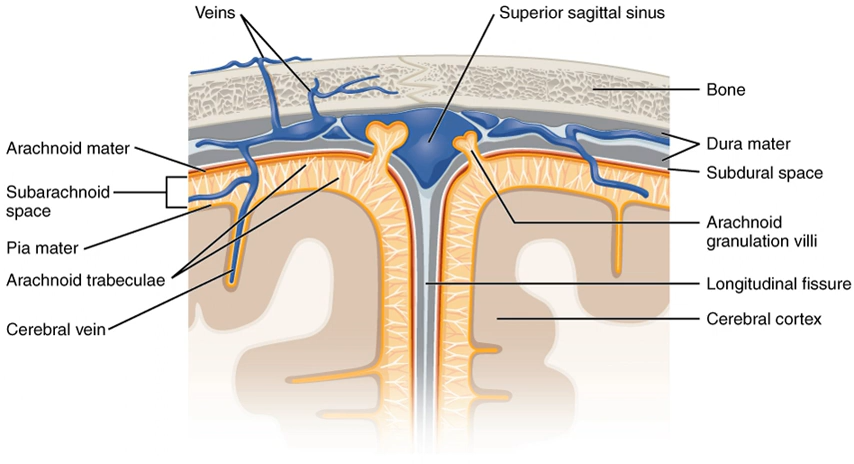 Veins
Superior sagittal sinus
Bone
Dura mater
Subdural space
Arachnoid mater
Subarachnoid
space
Pia mater
Arachnoid trabeculae
Cerebral vein
Arachnoid
granulation villi
Longitudinal fissure
Cerebral cortex